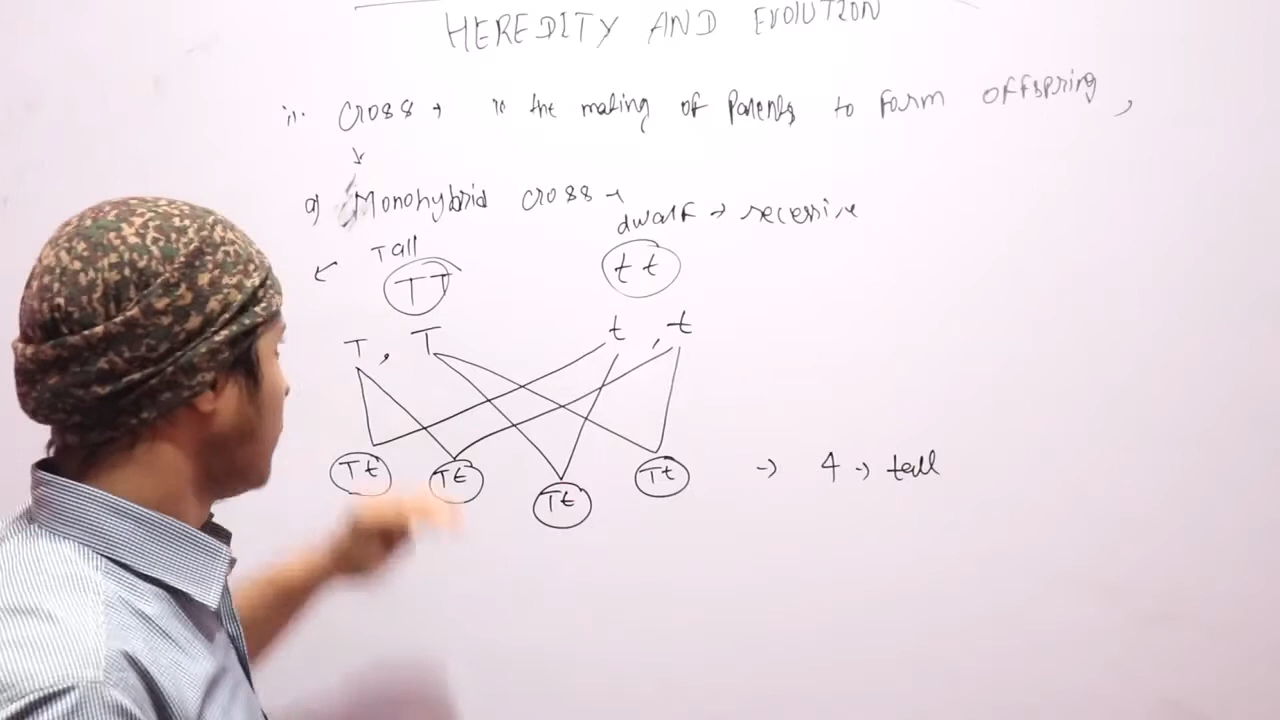 HEREDITY AND EVOLUTION
ii. Cross → is the mating of Parents to form offspring,
a) Monohybrid cross →
dwarf → recessive
Tall
TT tt
T, T t, t
Tt Tt Tt Tt → 4 → tall